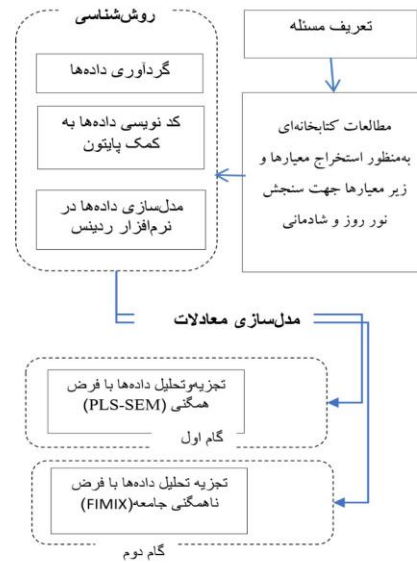 تعریف مسئله
مطالعات کتابخانه‌ای
به‌منظور استخراج معیارها و
زیر معیارها جهت سنجش
نور روز و شادمانی
روش‌شناسی
گردآوری داده‌ها
کد نویسی داده‌ها به
کمک پایتون
مدل‌سازی داده‌ها در
نرم‌افزار ردینس
مدل‌سازی معادلات
تجزیه‌وتحلیل داده‌ها با فرض
همگنی (PLS-SEM)
گام اول
تجزیه تحلیل داده‌ها با فرض
ناهمگنی جامعه(FIMIX)
گام دوم